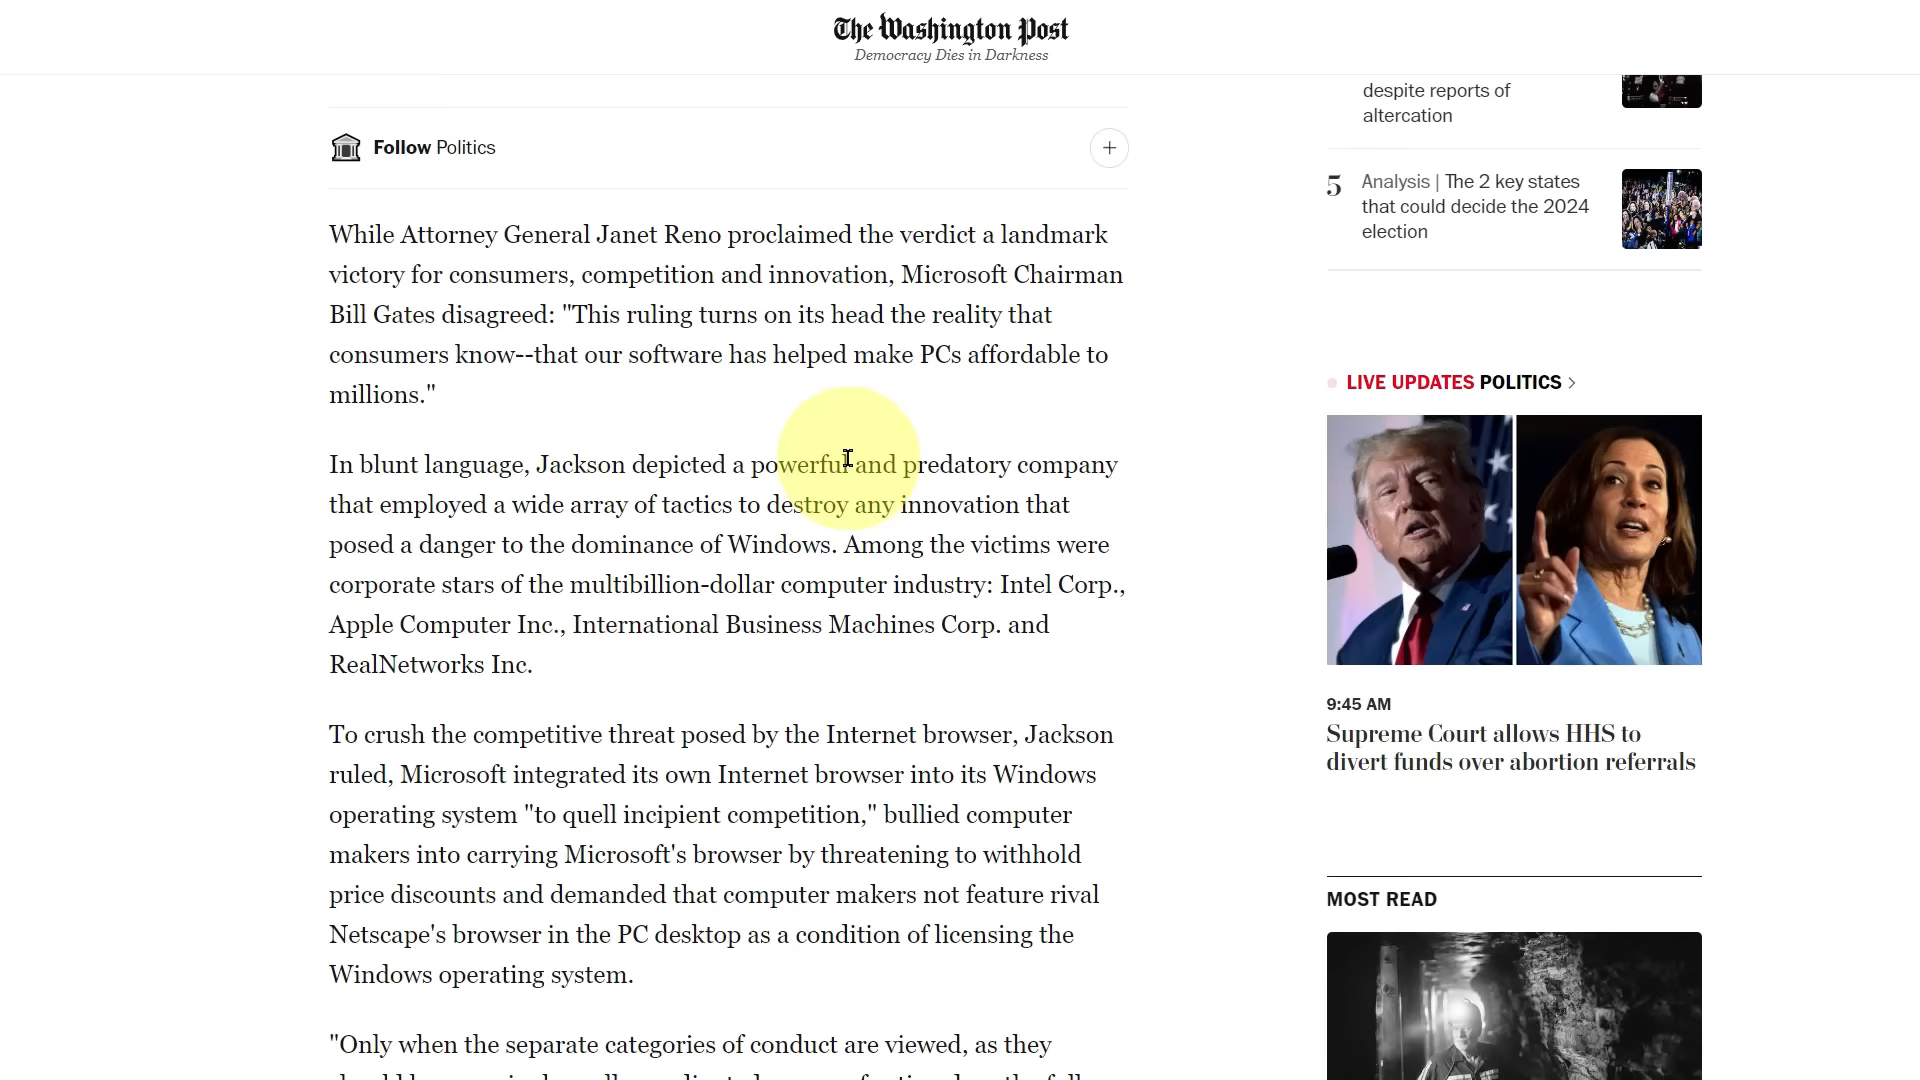 The Washington Post
Democracy Dies in Darkness
Follow Politics
While Attorney General Janet Reno proclaimed the verdict a landmark
victory for consumers, competition and innovation, Microsoft Chairman
Bill Gates disagreed: "This ruling turns on its head the reality that
consumers know--that our software has helped make PCs affordable to
millions."
In blunt language, Jackson depicted a powerful and predatory company
that employed a wide array of tactics to destroy any innovation that
posed a danger to the dominance of Windows. Among the victims were
corporate stars of the multibillion-dollar computer industry: Intel Corp.,
Apple Computer Inc., International Business Machines Corp. and
RealNetworks Inc.
To crush the competitive threat posed by the Internet browser, Jackson
ruled, Microsoft integrated its own Internet browser into its Windows
operating system "to quell incipient competition," bullied computer
makers into carrying Microsoft's browser by threatening to withhold
price discounts and demanded that computer makers not feature rival
Netscape's browser in the PC desktop as a condition of licensing the
Windows operating system.
"Only when the separate categories of conduct are viewed, as they
despite reports of
altercation
5
Analysis | The 2 key states
that could decide the 2024
election
LIVE UPDATES POLITICS
9:45 AM
Supreme Court allows HHS to
divert funds over abortion referrals
MOST READ